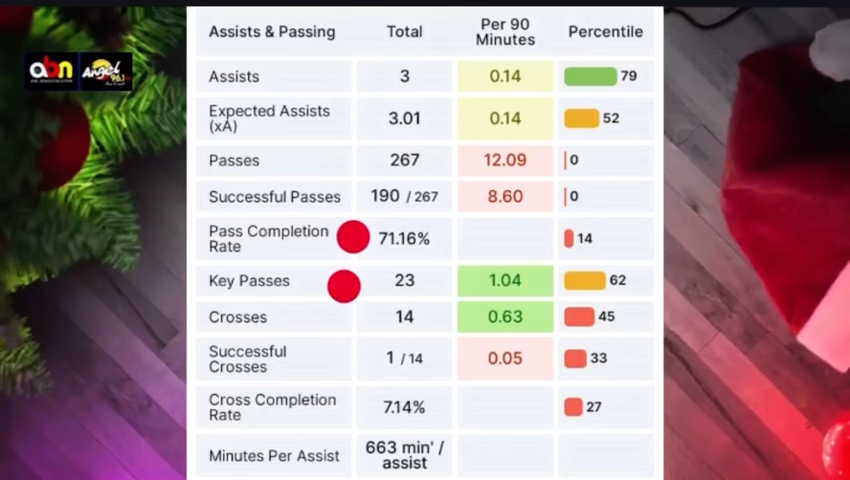 Assists & Passing Total Per 90 Minutes Percentile
abn Angel 96.1
Assists 3 0.14 79
Expected Assists (xA) 3.01 0.14 52
Passes 267 12.09 0
Successful Passes 190 / 267 8.60 0
Pass Completion Rate 71.16% 14
Key Passes 23 1.04 62
Crosses 14 0.63 45
Successful Crosses 1 / 14 0.05 33
Cross Completion Rate 7.14% 27
Minutes Per Assist 663 min' / assist